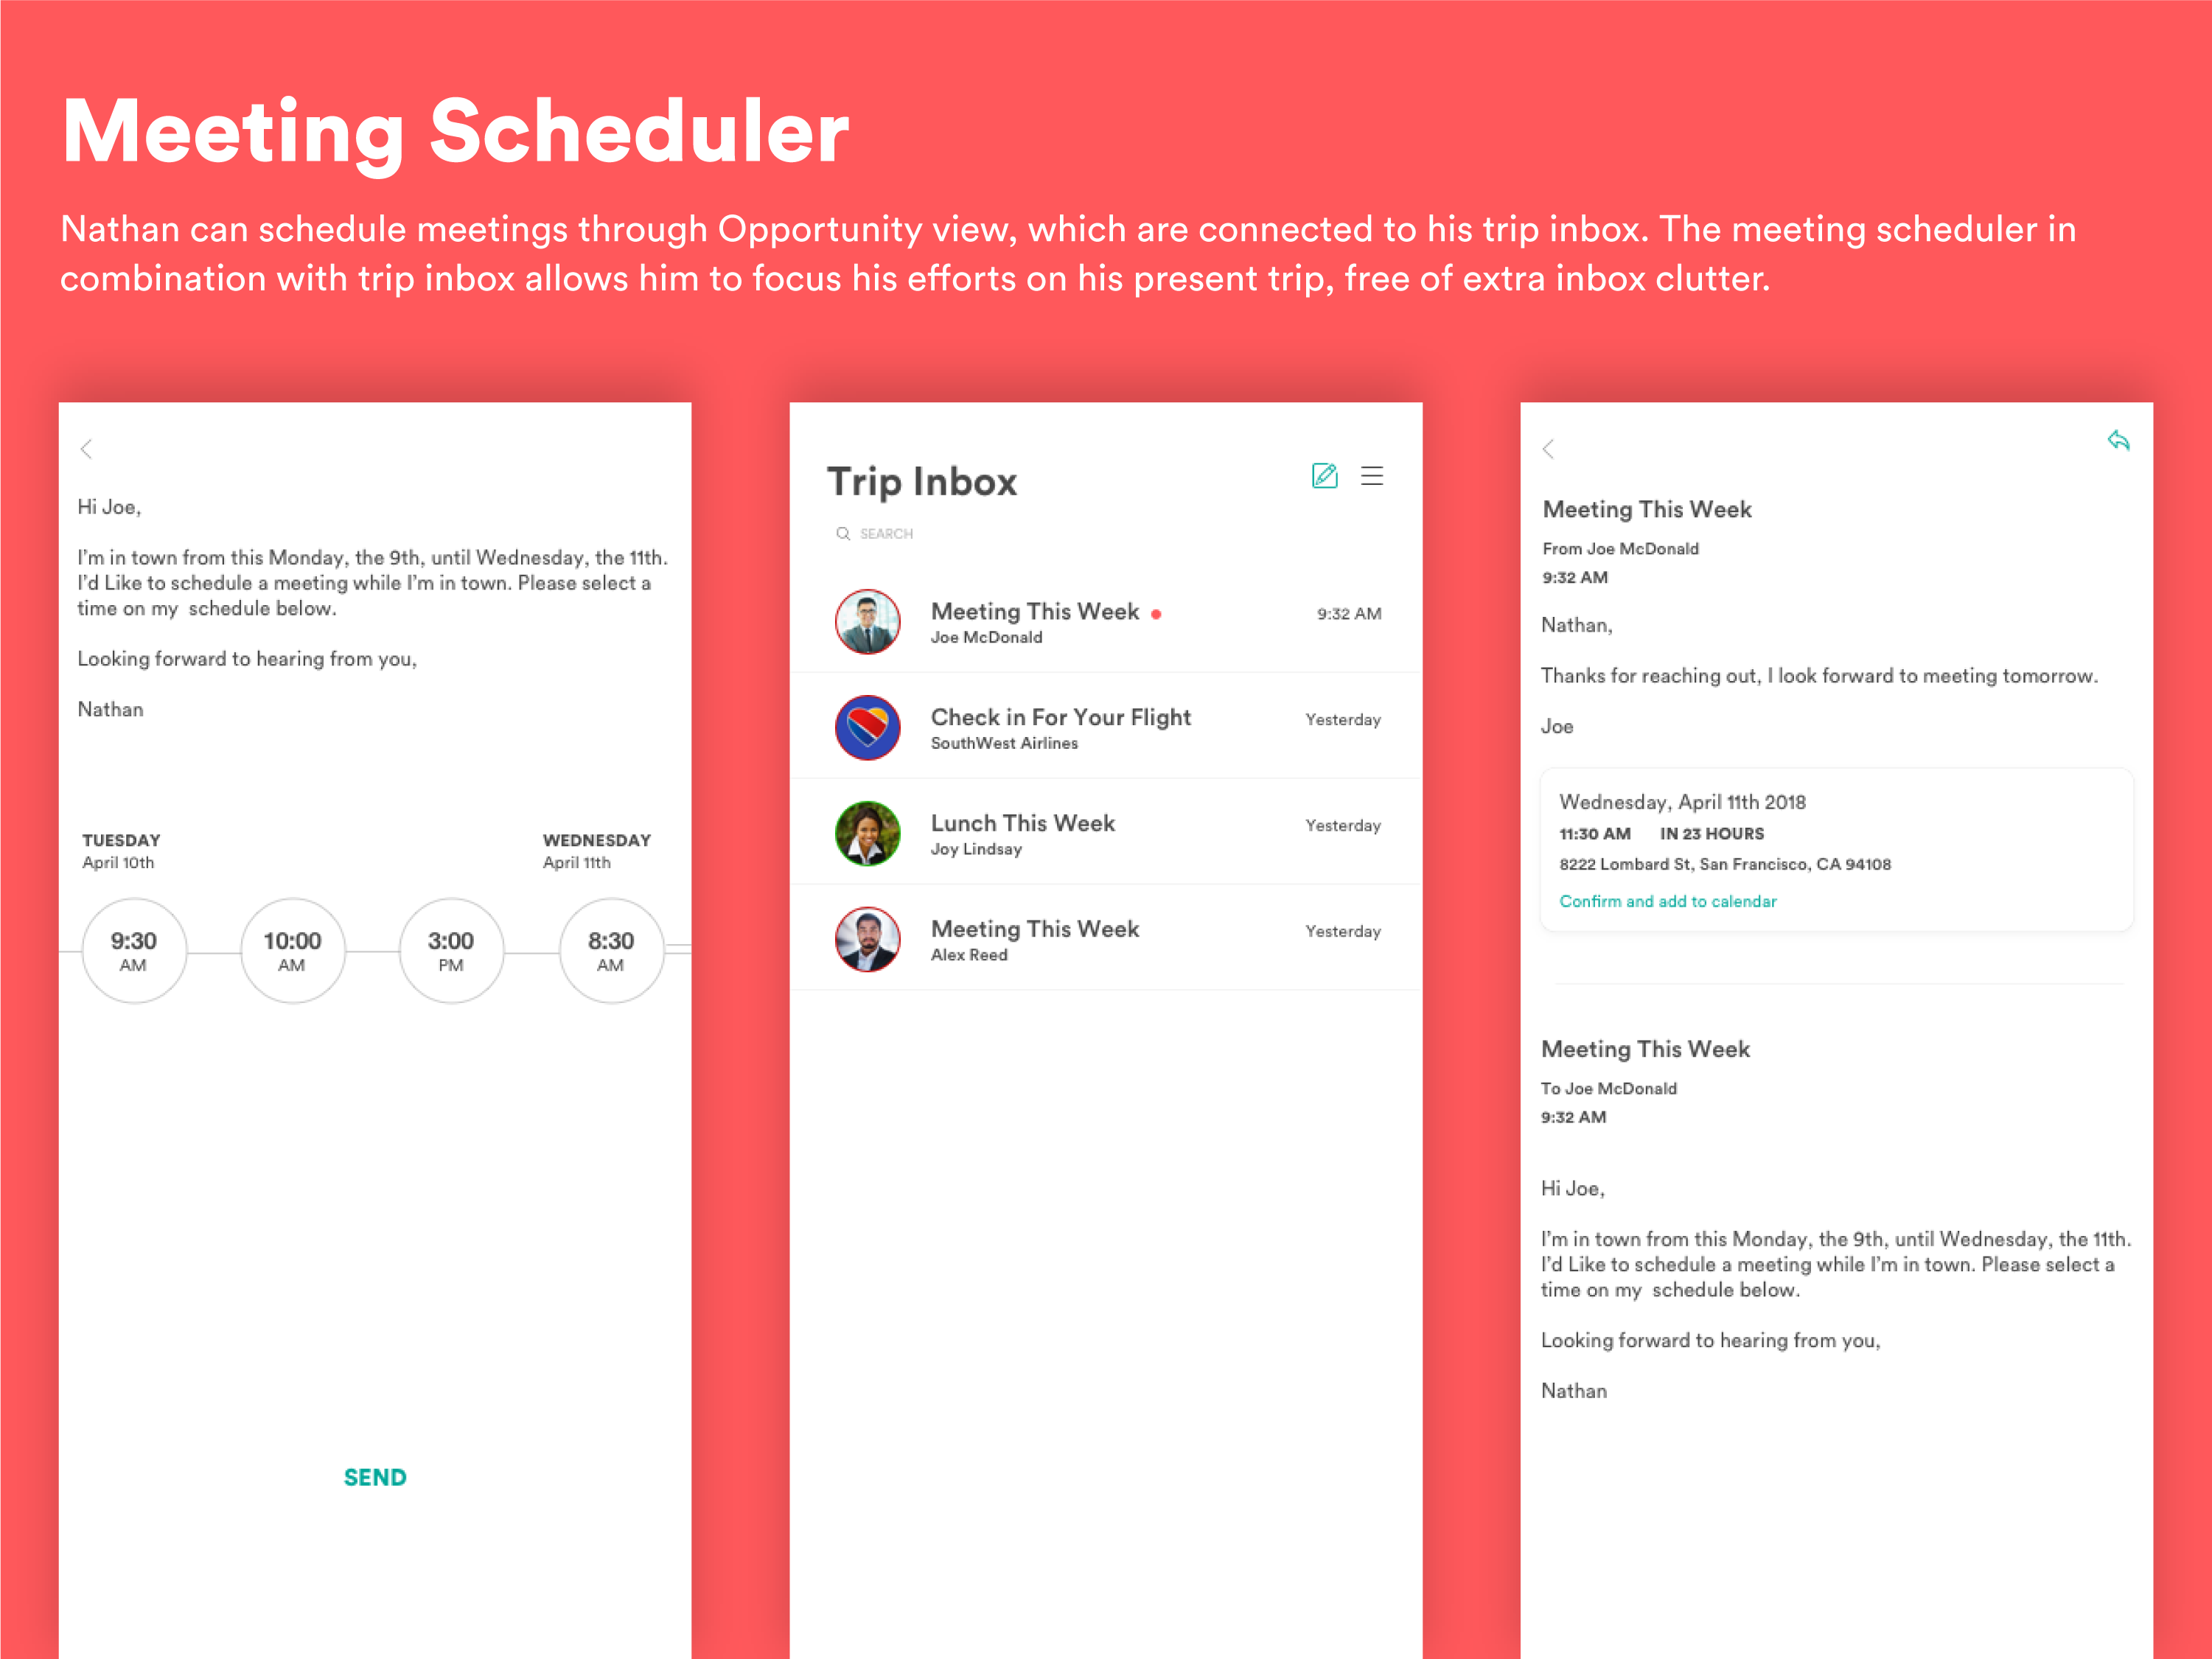 Meeting Scheduler
Nathan can schedule meetings through Opportunity view, which are connected to his trip inbox. The meeting scheduler in
combination with trip inbox allows him to focus his efforts on his present trip, free of extra inbox clutter.
Hi Joe,
I'm in town from this Monday, the 9th, until Wednesday, the 11th.
I'd Like to schedule a meeting while I'm in town. Please select a
time on my  schedule below.
Looking forward to hearing from you,
Nathan
TUESDAY
April 10th
WEDNESDAY
April 11th
9:30
AM
10:00
AM
3:00
PM
8:30
AM
SEND
Trip Inbox
SEARCH
Meeting This Week
9:32 AM
Joe McDonald
Check in For Your Flight
Yesterday
SouthWest Airlines
Lunch This Week
Yesterday
Joy Lindsay
Meeting This Week
Yesterday
Alex Reed
Meeting This Week
From Joe McDonald
9:32 AM
Nathan,
Thanks for reaching out, I look forward to meeting tomorrow.
Joe
Wednesday, April 11th 2018
11:30 AM IN 23 HOURS
8222 Lombard St, San Francisco, CA 94108
Confirm and add to calendar
Meeting This Week
To Joe McDonald
9:32 AM
Hi Joe,
I'm in town from this Monday, the 9th, until Wednesday, the 11th.
I'd Like to schedule a meeting while I'm in town. Please select a
time on my  schedule below.
Looking forward to hearing from you,
Nathan